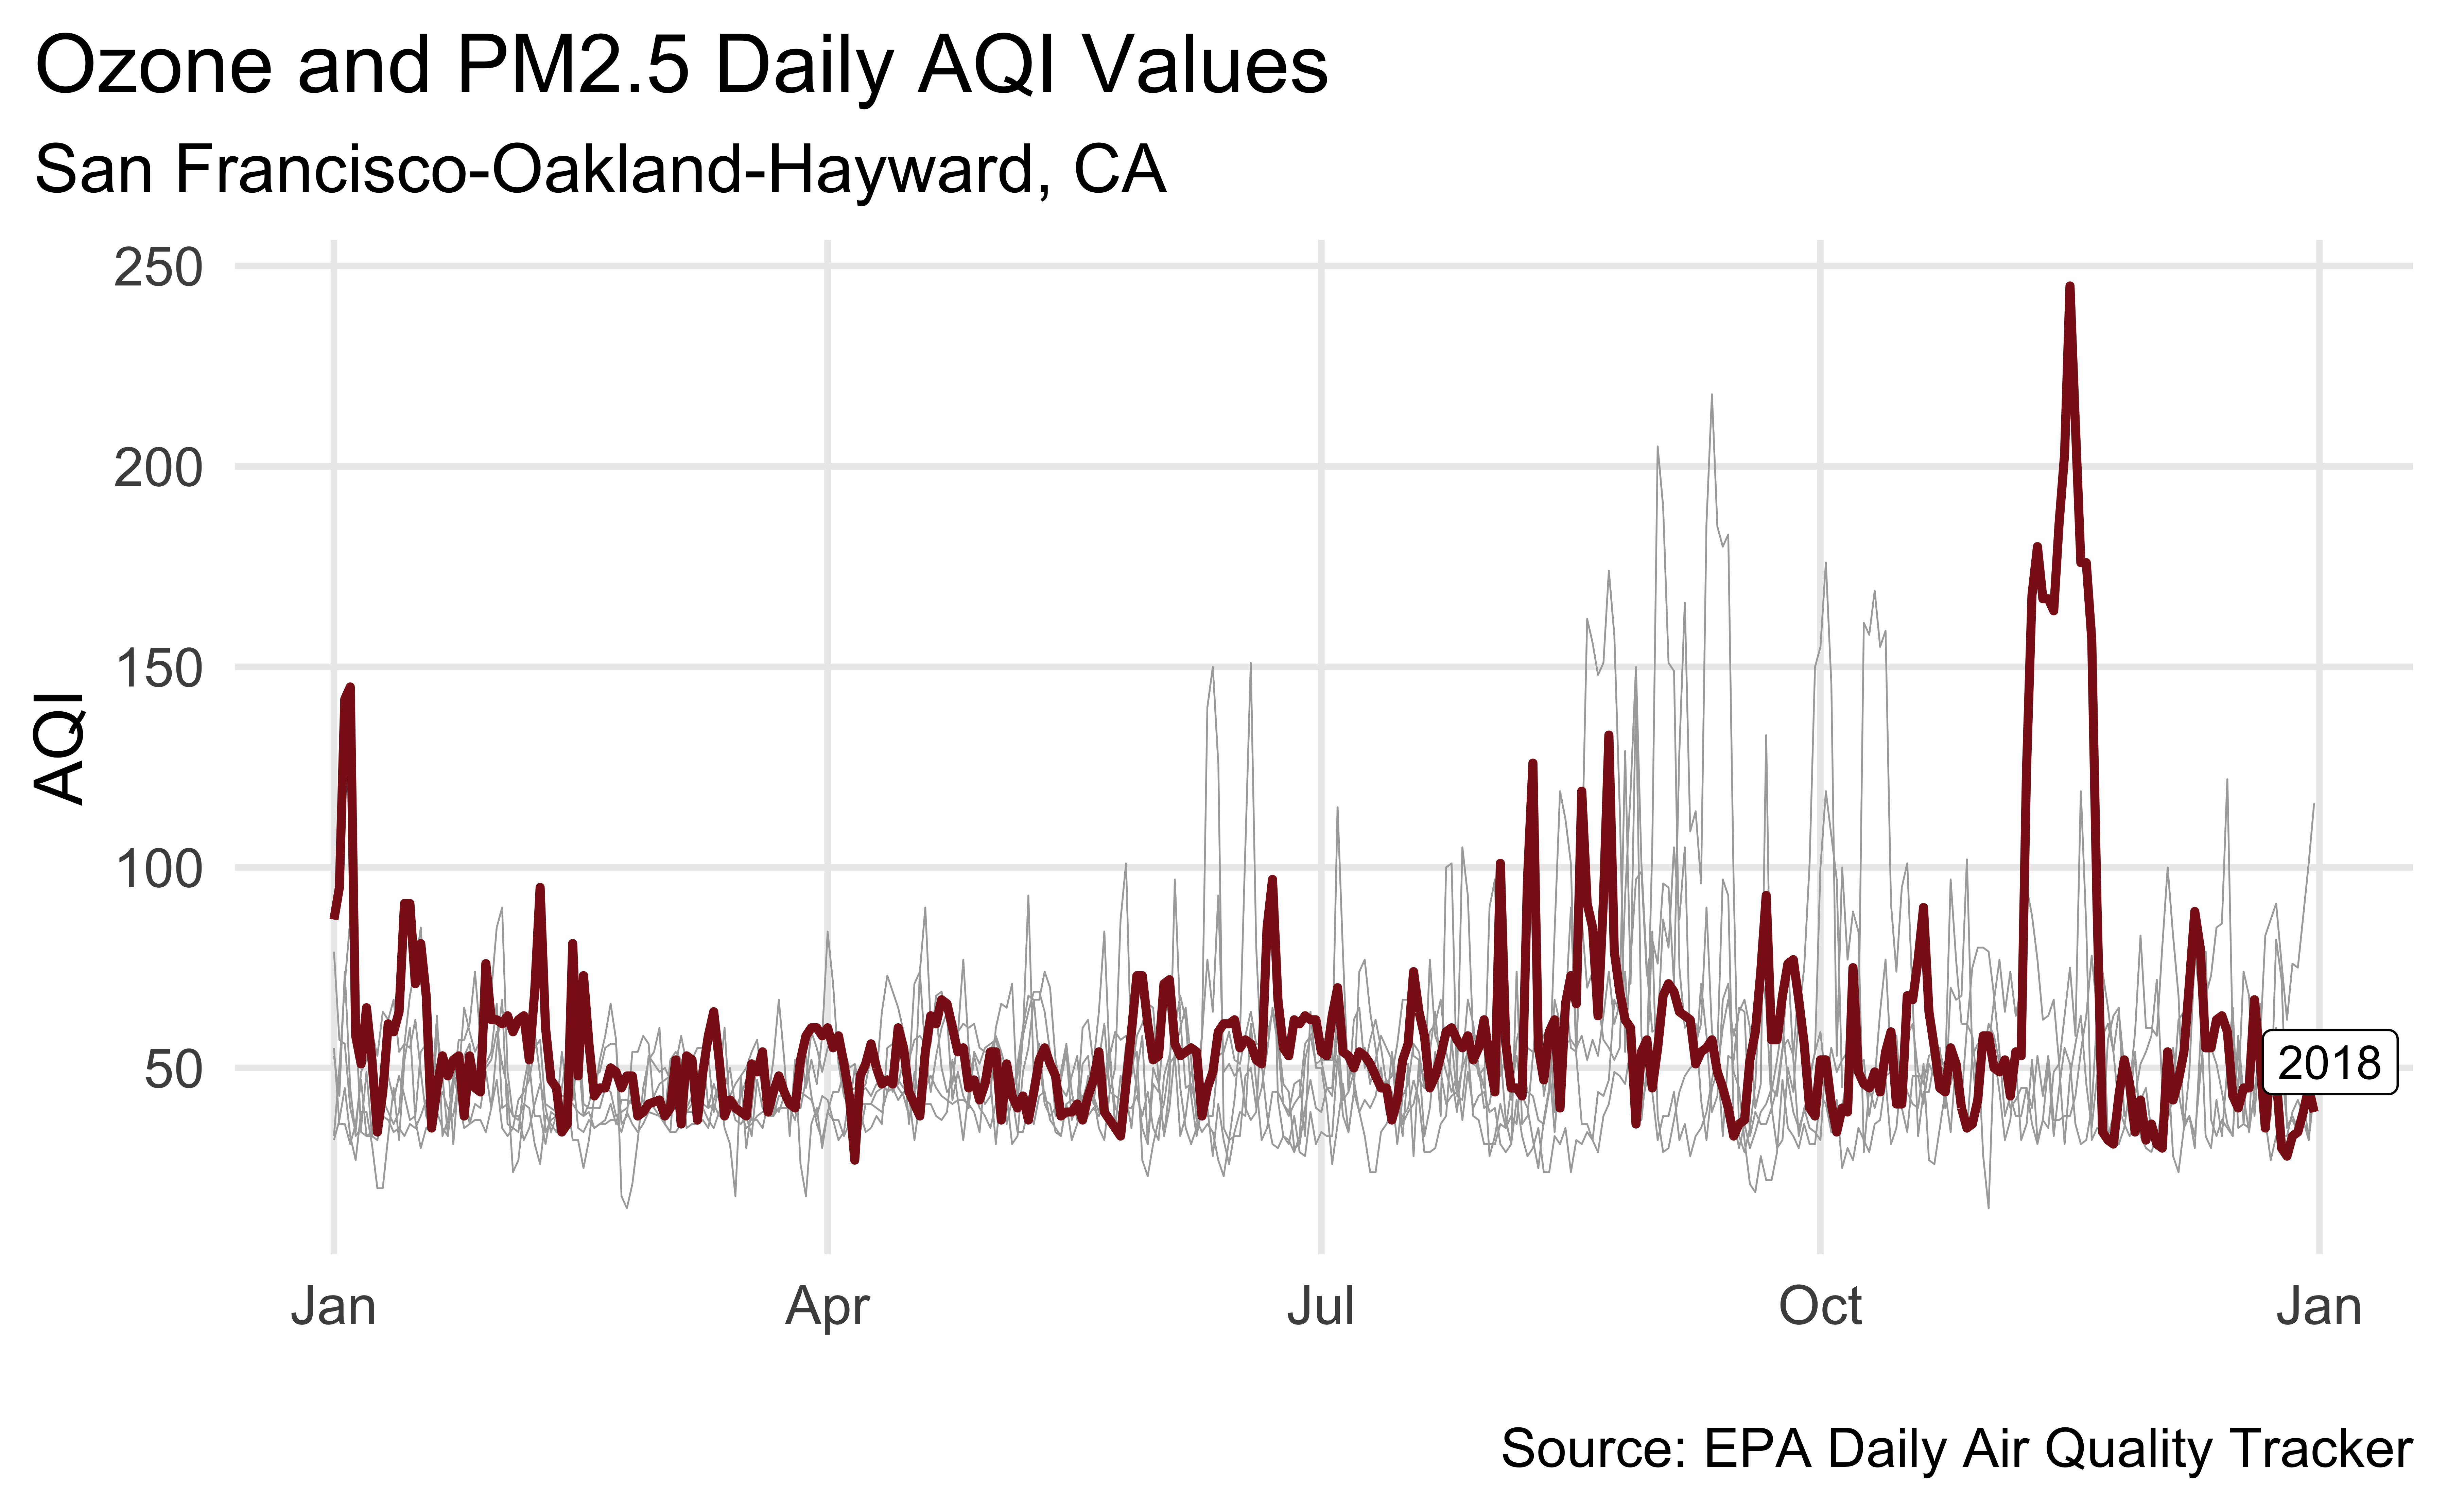 Ozone and PM2.5 Daily AQI Values
San Francisco-Oakland-Hayward, CA
250
200
150
100
50
AQI
2018
Jan Apr Jul Oct Jan
Source: EPA Daily Air Quality Tracker